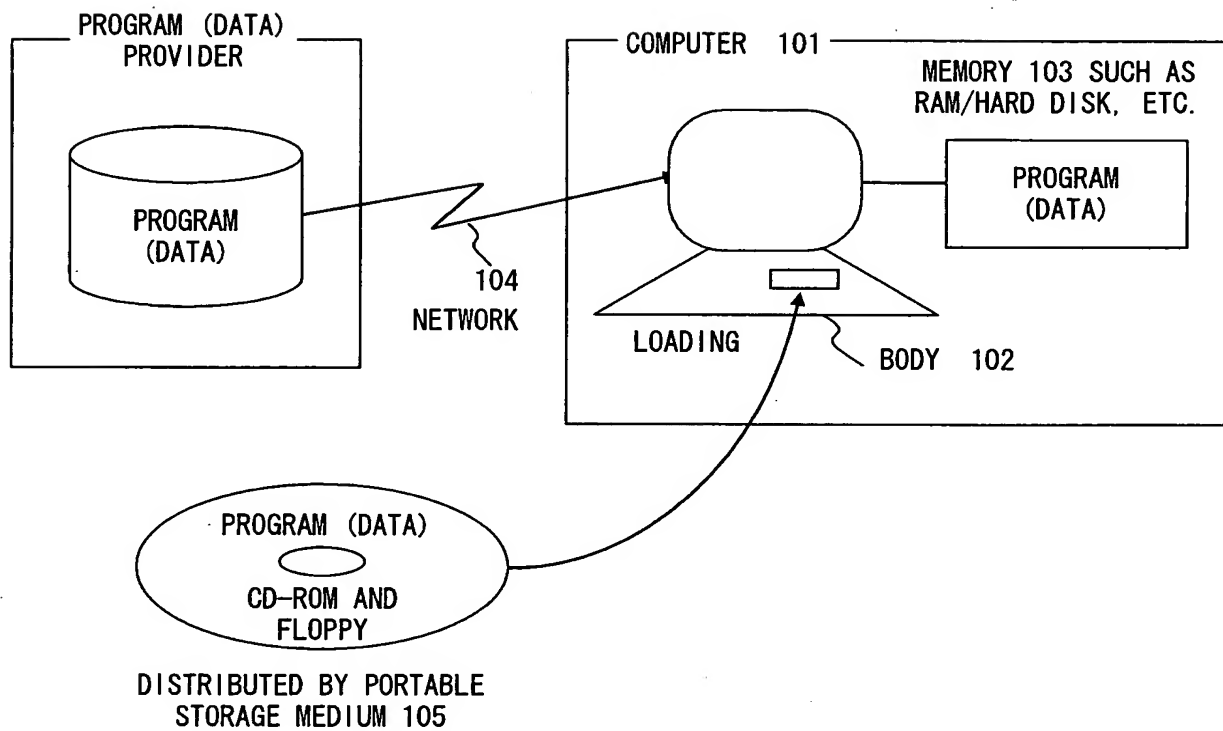 PROGRAM (DATA)
PROVIDER
PROGRAM
(DATA)
104
NETWORK
COMPUTER 101
MEMORY 103 SUCH AS
RAM/HARD DISK, ETC.
PROGRAM
(DATA)
LOADING
BODY 102
PROGRAM (DATA)
CD-ROM AND
FLOPPY
DISTRIBUTED BY PORTABLE
STORAGE MEDIUM 105